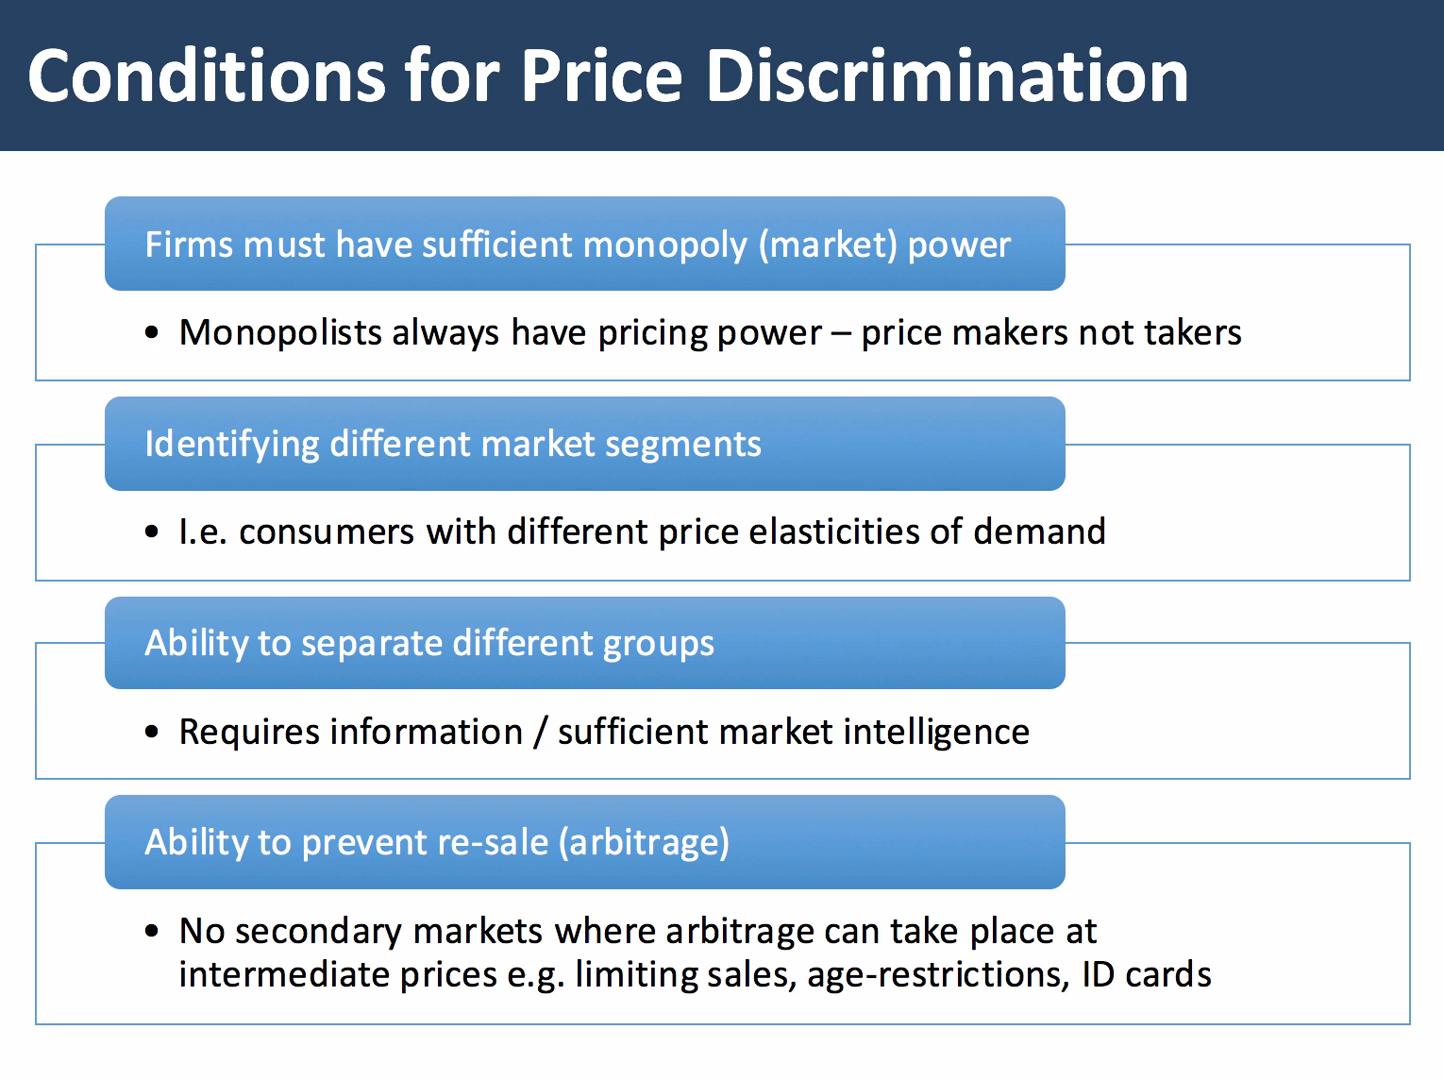 Conditions for Price Discrimination
Firms must have sufficient monopoly (market) power
• Monopolists always have pricing power – price makers not takers
Identifying different market segments
• I.e. consumers with different price elasticities of demand
Ability to separate different groups
• Requires information / sufficient market intelligence
Ability to prevent re-sale (arbitrage)
• No secondary markets where arbitrage can take place at
intermediate prices e.g. limiting sales, age-restrictions, ID cards